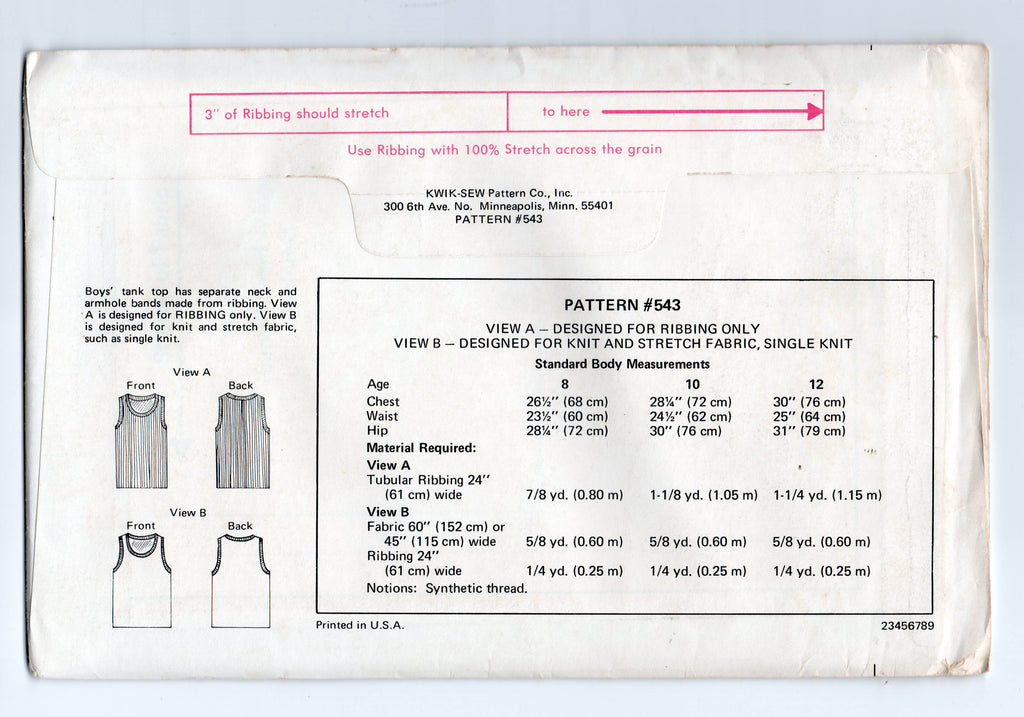 3" of Ribbing should stretch to here
Use Ribbing with 100% Stretch across the grain
KWIK-SEW Pattern Co., Inc.
300 6th Ave. No. Minneapolis, Minn. 55401
PATTERN #543
Boys' tank top has separate neck and
armhole bands made from ribbing. View
A is designed for RIBBING only. View B
is designed for knit and stretch fabric,
such as single knit.
View A
Front Back
View B
Front Back
PATTERN #543
VIEW A – DESIGNED FOR RIBBING ONLY
VIEW B – DESIGNED FOR KNIT AND STRETCH FABRIC, SINGLE KNIT
Standard Body Measurements
Age 8 10 12
Chest 26½" (68 cm) 28¼" (72 cm) 30" (76 cm)
Waist 23½" (60 cm) 24½" (62 cm) 25" (64 cm)
Hip 28¼" (72 cm) 30" (76 cm) 31" (79 cm)
Material Required:
View A
Tubular Ribbing 24"
(61 cm) wide 7/8 yd. (0.80 m) 1-1/8 yd. (1.05 m) 1-1/4 yd. (1.15 m)
View B
Fabric 60" (152 cm) or
45" (115 cm) wide 5/8 yd. (0.60 m) 5/8 yd. (0.60 m) 5/8 yd. (0.60 m)
Ribbing 24"
(61 cm) wide 1/4 yd. (0.25 m) 1/4 yd. (0.25 m) 1/4 yd. (0.25 m)
Notions: Synthetic thread.
Printed in U.S.A. 23456789